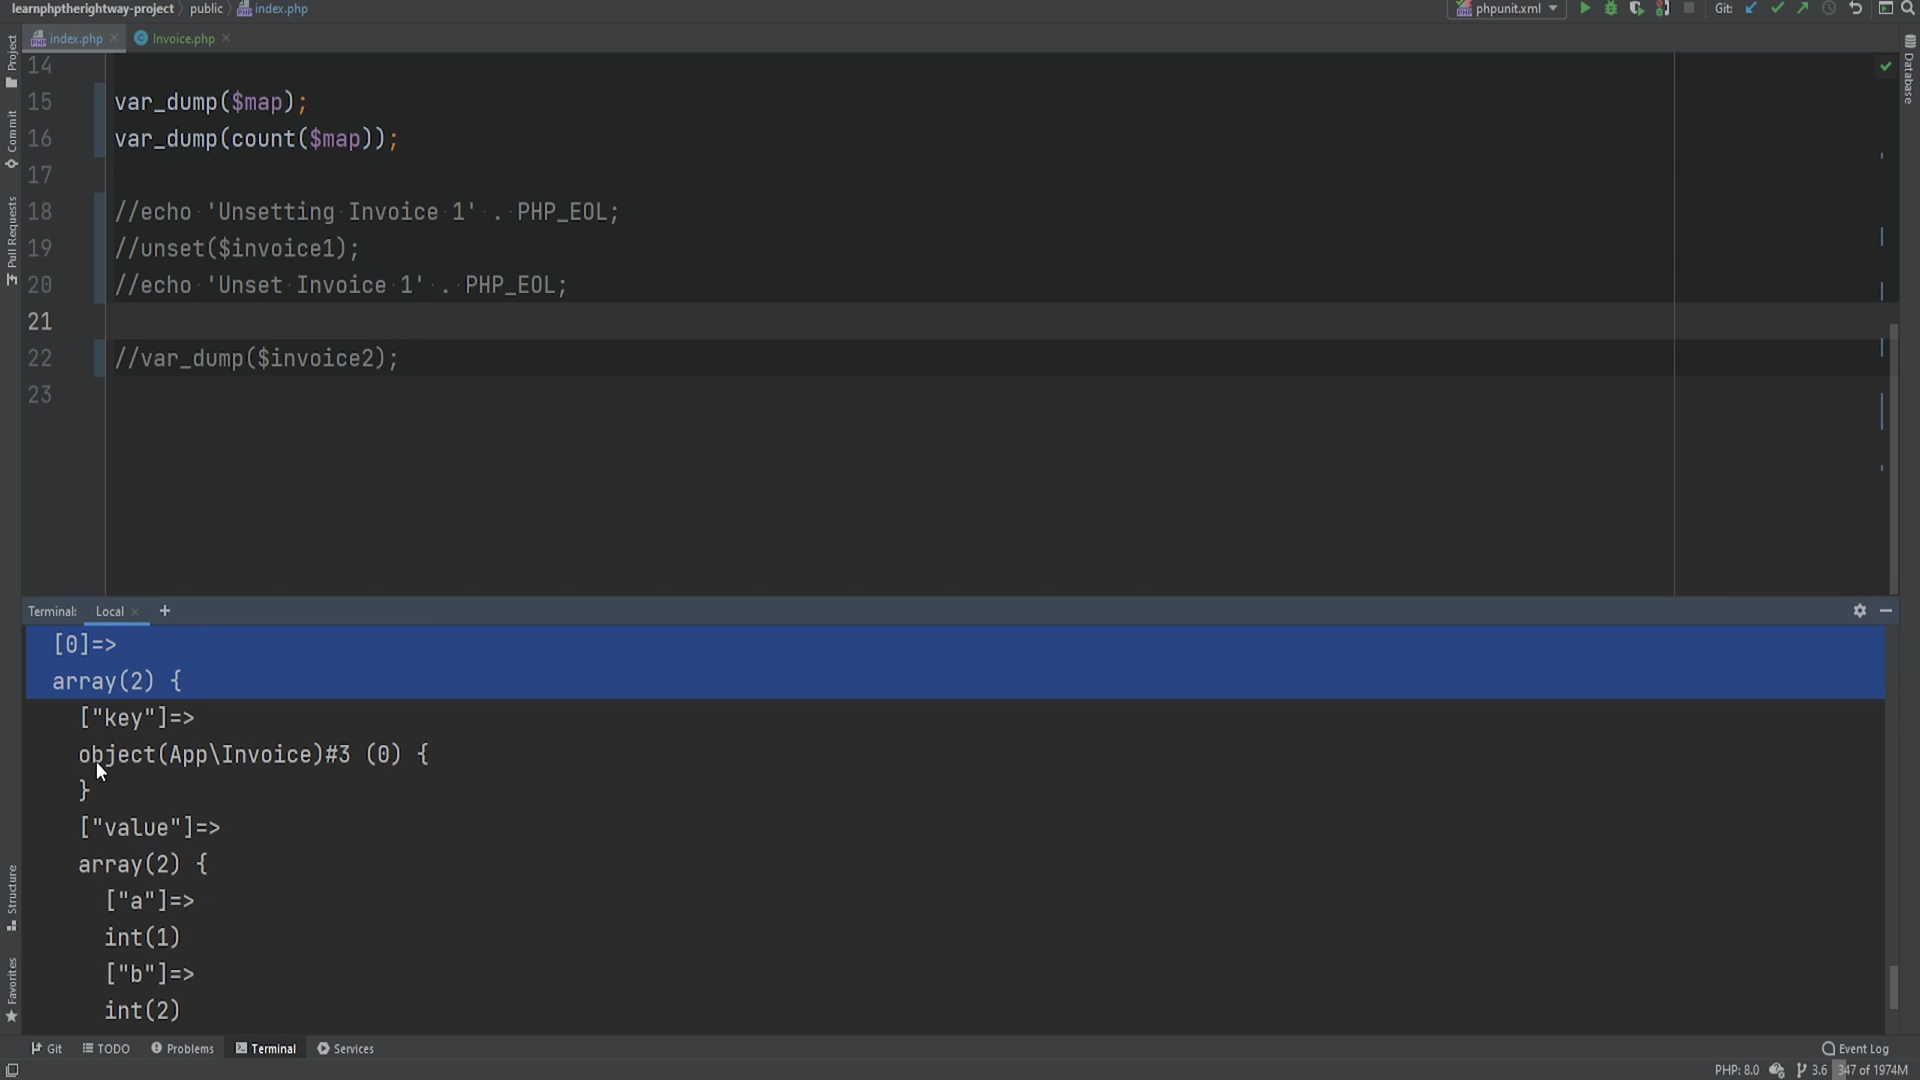 learnphptherightway-project public index.php phpunit.xml Git:
index.php Invoice.php
Project
Commit
Pull Requests
Structure
Favorites
Database
14
15 var_dump($map);
16 var_dump(count($map));
17
18 //echo 'Unsetting Invoice 1' . PHP_EOL;
19 //unset($invoice1);
20 //echo 'Unset Invoice 1' . PHP_EOL;
21
22 //var_dump($invoice2);
23
Terminal: Local
[0]=>
array(2) {
["key"]=>
object(App\Invoice)#3 (0) {
}
["value"]=>
array(2) {
["a"]=>
int(1)
["b"]=>
int(2)
Git TODO Problems Terminal Services Event Log
PHP: 8.0 3.6 347 of 1974M